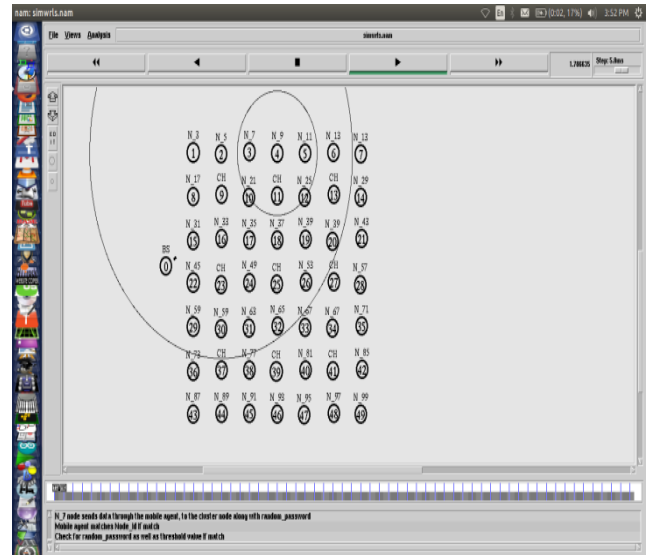 nam: simwrls.nam
En (0:02, 17%) 3:52 PM
File Views Analysis simwrls.nam
1.786635 Step: 5.0ms
N_3 N_5 N_7 N_9 N_11 N_13 N_13
1 2 3 4 5 6 7
N_17 CH N_21 CH N_25 CH N_29
8 9 10 11 12 13 14
N_31 N_33 N_35 N_37 N_39 N_39 N_43
15 16 17 18 19 20 21
BS
0
N_45 CH N_49 CH N_53 CH N_57
22 23 24 25 26 27 28
N_59 N_59 N_63 N_65 N_67 N_67 N_71
29 30 31 32 33 34 35
N_73 CH N_77 CH N_81 CH N_85
36 37 38 39 40 41 42
N_87 N_89 N_91 N_93 N_95 N_97 N_99
43 44 45 46 47 48 49
N_7 node sends data through the mobile agent, to the cluster node along with random_password
Mobile agent matches Node_id if match
Check for random_password as well as threshold value if match